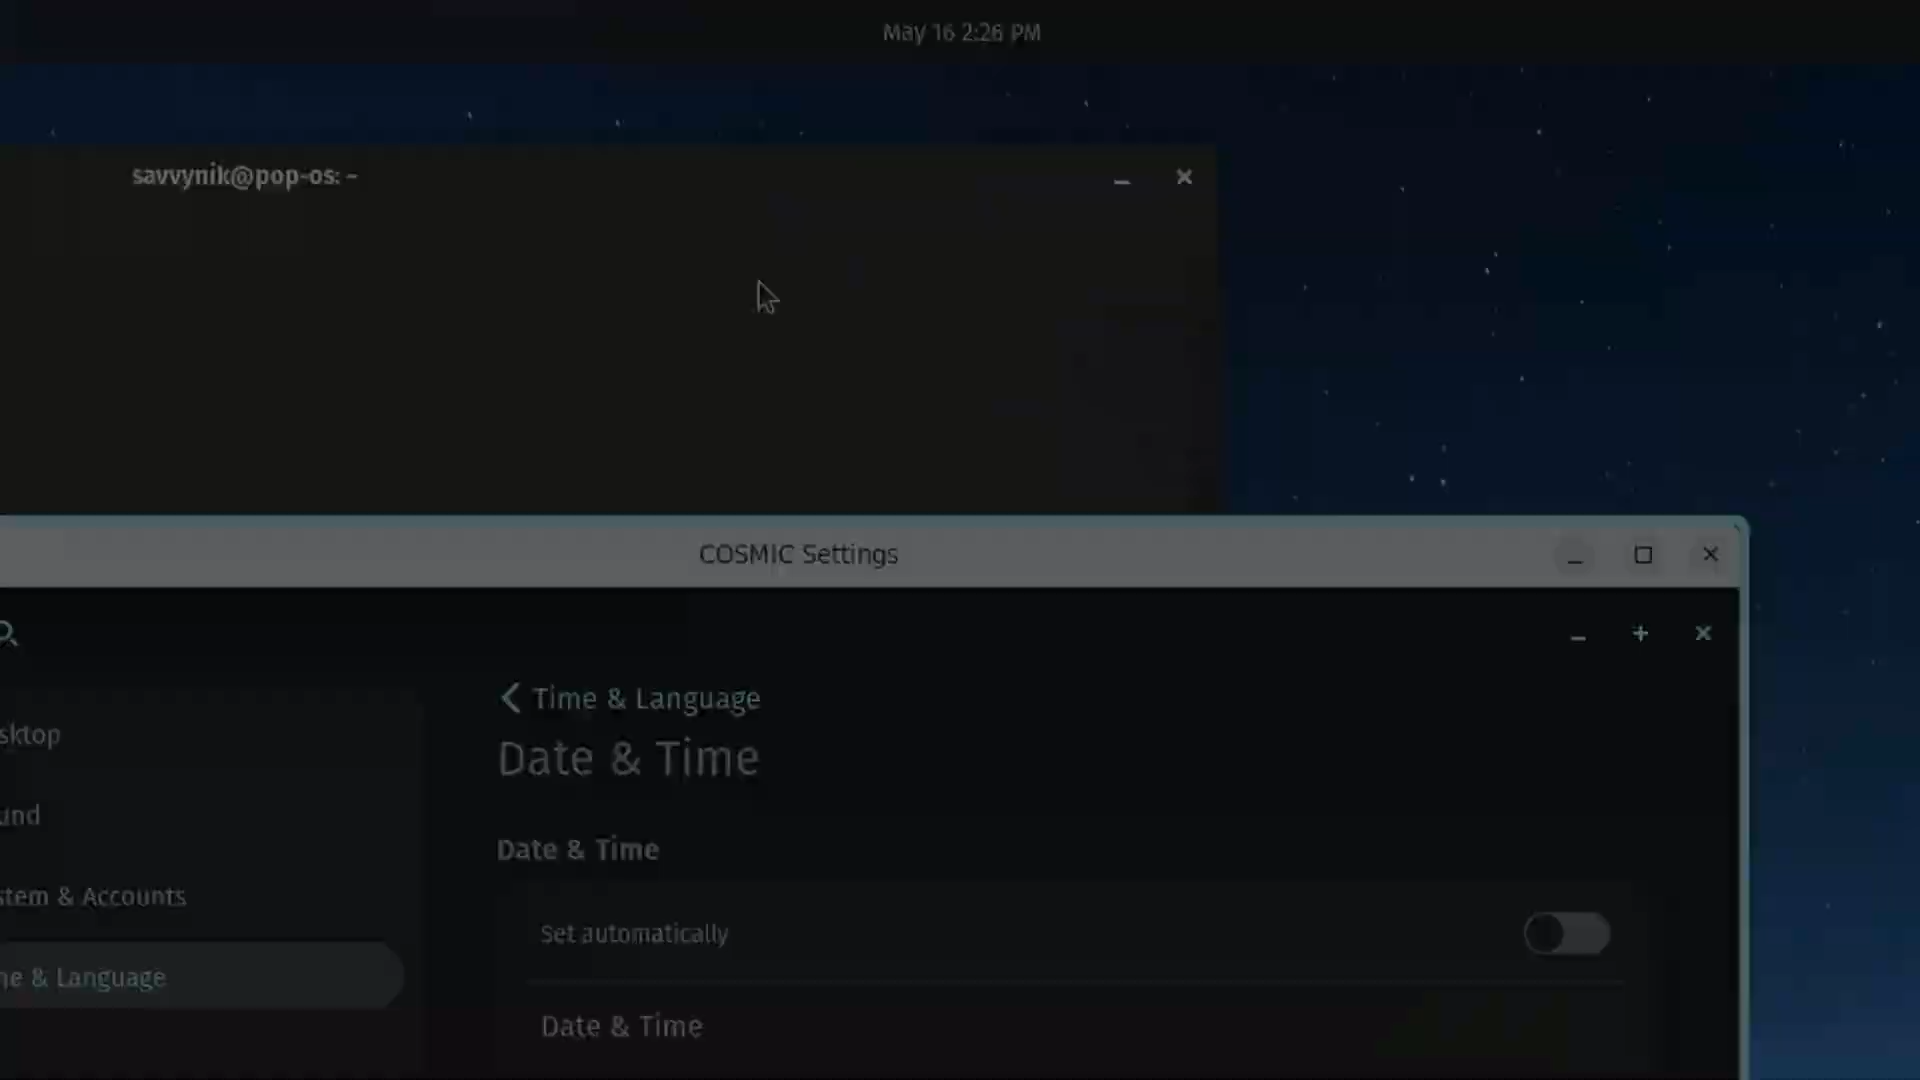 May 16 2:26 PM
savvynik@pop-os: ~
COSMIC Settings
Time & Language
Date & Time
sktop
Date & Time
und
stem & Accounts
Set automatically
ne & Language
Date & Time